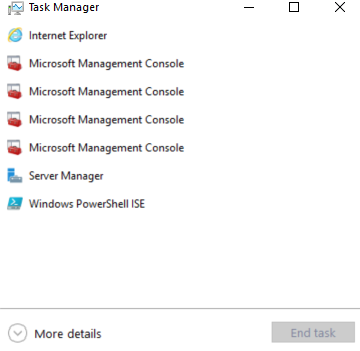 Task Manager
Internet Explorer
Microsoft Management Console
Microsoft Management Console
Microsoft Management Console
Microsoft Management Console
Server Manager
Windows PowerShell ISE
More details
End task